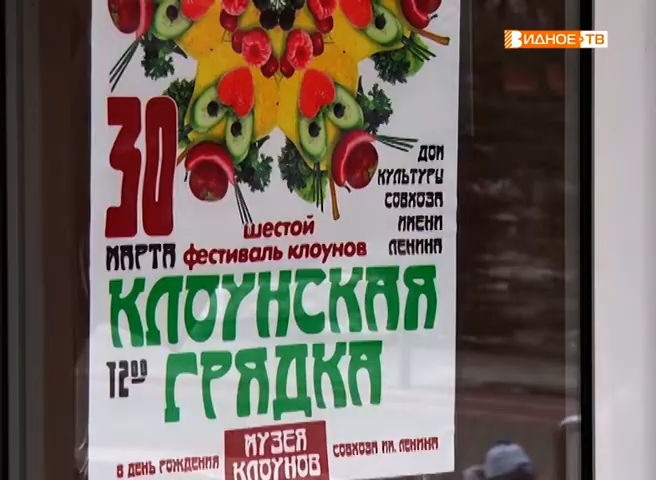 ВИДНОЕ-ТВ
30
МАРТА
ДОМ
КУЛЬТУРЫ
СОВХОЗА
ИМЕНИ
ЛЕНИНА
шестой
фестиваль клоунов
КЛОУНСКАЯ
12⁰⁰ ГРЯДКА
В ДЕНЬ РОЖДЕНИЯ
МУЗЕЯ
КЛОУНОВ
СОВХОЗА ИМ. ЛЕНИНА